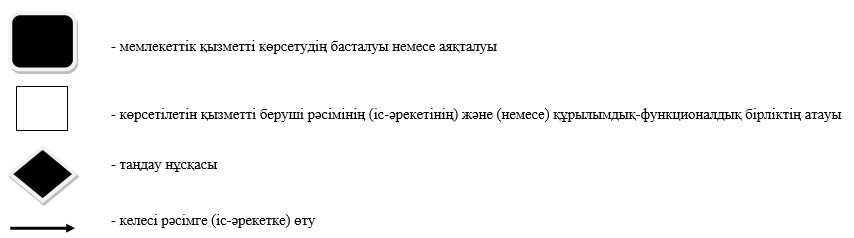 - мемлекеттік қызметті көрсетудің басталуы немесе аяқталуы
- көрсетілетін қызметті беруші рәсімінің (іс-әрекетінің) және (немесе) құрылымдық-функционалдық бірліктің атауы
- таңдау нұсқасы
- келесі рәсімге (іс-әрекетке) өту